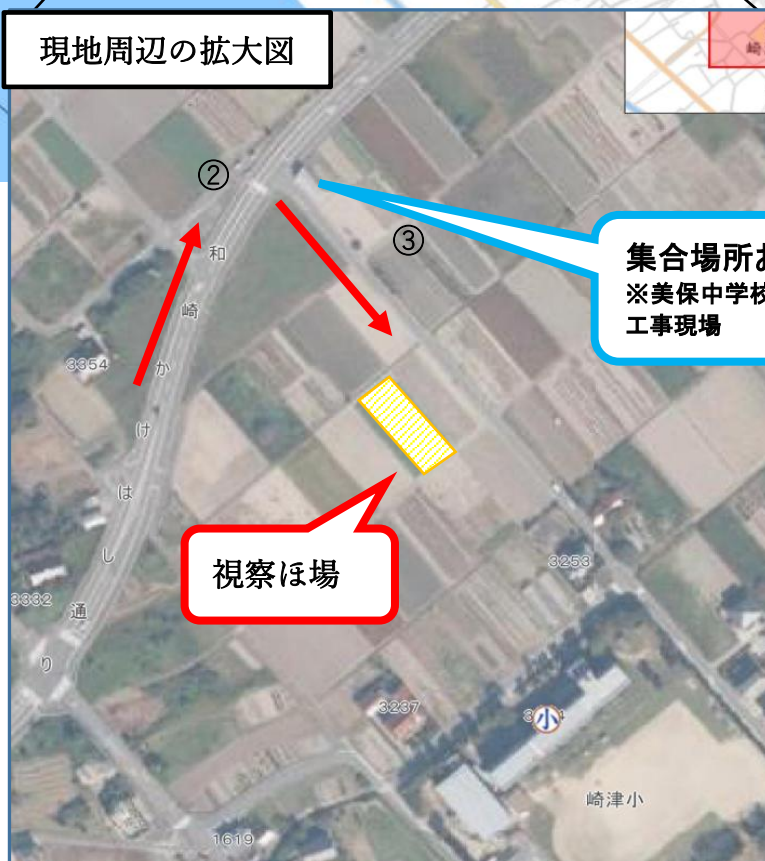 現地周辺の拡大図
崎
②
③
集合場所お
※美保中学校
工事現場
和崎かけはし通り
3354
視察ほ場
3253
3332
3237
小
崎津小
1619